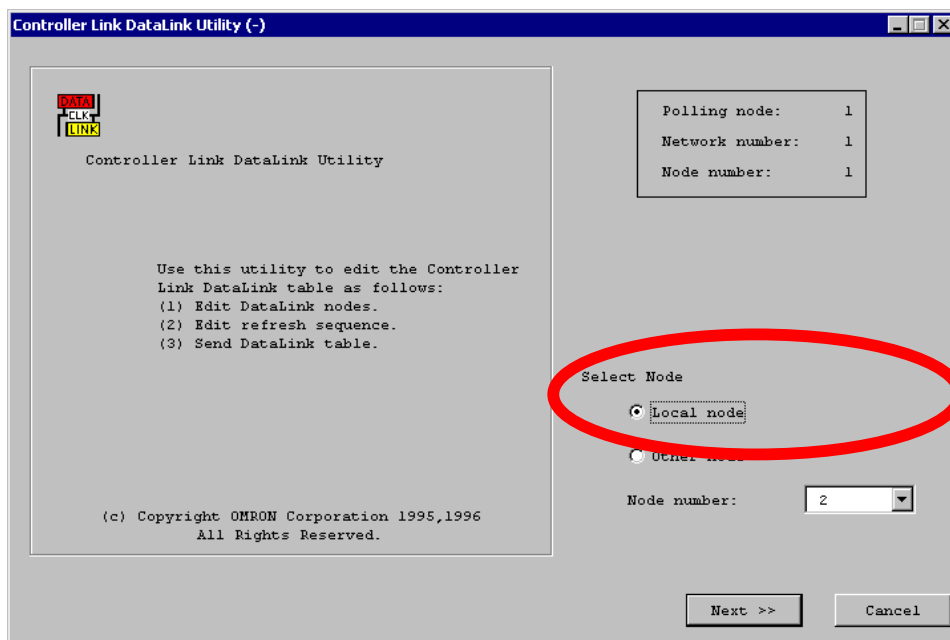 Controller Link DataLink Utility (-)
DATA
CLK
LINK
Controller Link DataLink Utility
Use this utility to edit the Controller
Link DataLink table as follows:
(1) Edit DataLink nodes.
(2) Edit refresh sequence.
(3) Send DataLink table.
(c) Copyright OMRON Corporation 1995,1996
All Rights Reserved.
Polling node: 1
Network number: 1
Node number: 1
Select Node
Local node
Other node
Node number: 2
Next >>
Cancel